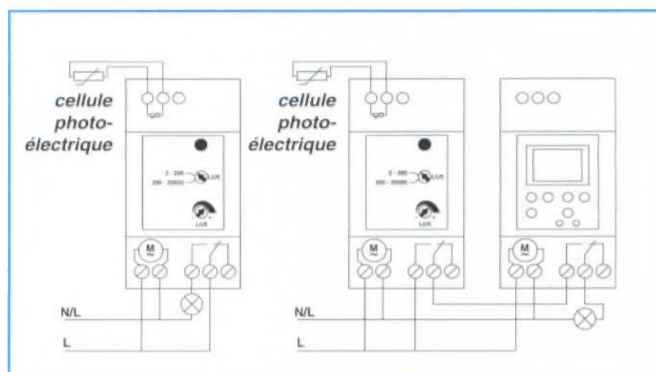 cellule
photo-
électrique
LUX
LUX
M
N/L
L
cellule
photo-
électrique
LUX
LUX
M
M
N/L
L